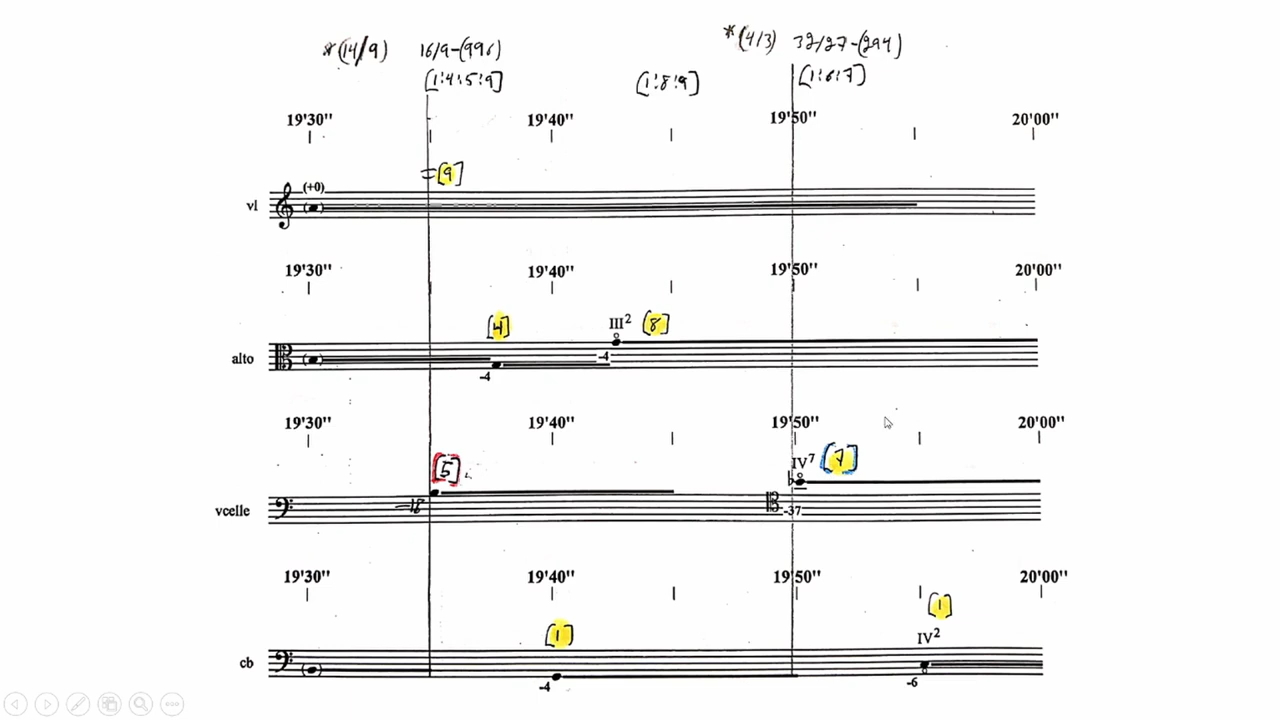 *(14/9) 16/9-(996) *(4/3) 32/27-(294)
[1:4:5:9] [1:8:9] [1:6:7]
19'30" 19'40" 19'50" 20'00"
=[9]
(+0)
vl
19'30" 19'40" 19'50" 20'00"
[4] III² [8]
alto -4
-4
19'30" 19'40" 19'50" 20'00"
[5] IV⁷ [7]
-18
vcelle -37
19'30" 19'40" 19'50" 20'00"
[1] [1]
IV²
cb
-4 -6